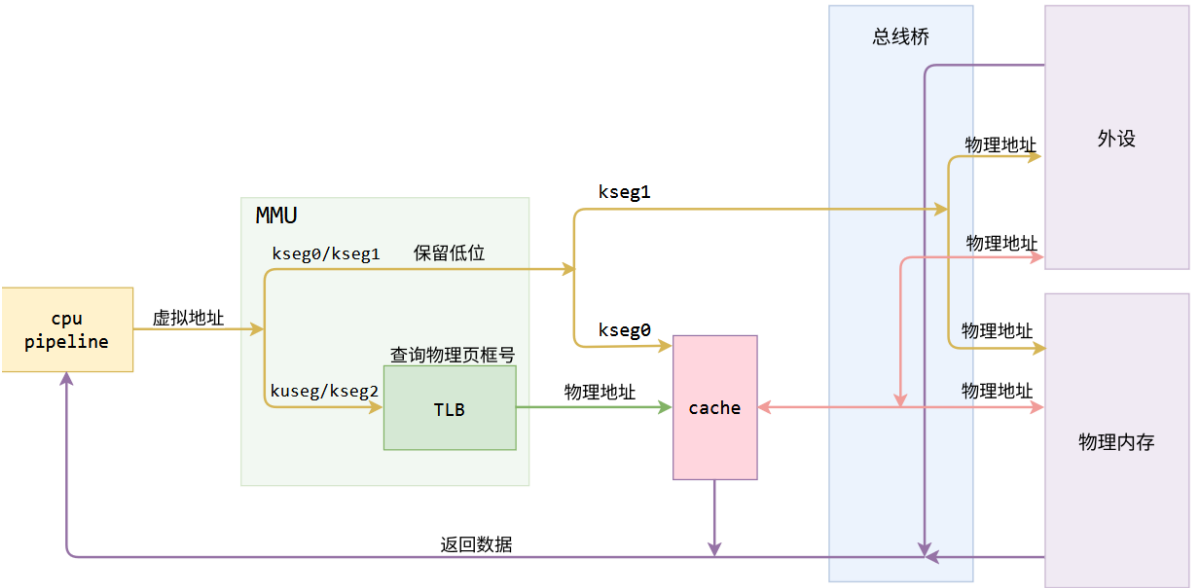 总线桥
外设
物理地址
kseg1
MMU
kseg0/kseg1
保留低位
物理地址
cpu
pipeline
虚拟地址
kseg0
物理地址
查询物理页框号
kuseg/kseg2
TLB
物理地址
cache
物理地址
物理内存
返回数据